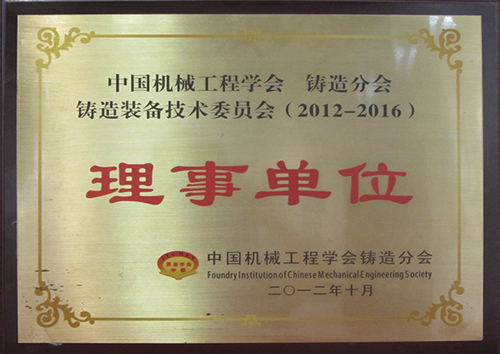 中国机械工程学会 铸造分会
铸造装备技术委员会（2012-2016）
理事单位
中国机械工程学会铸造分会
Foundry Institution of Chinese Mechanical Engineering Society
二〇一二年十月